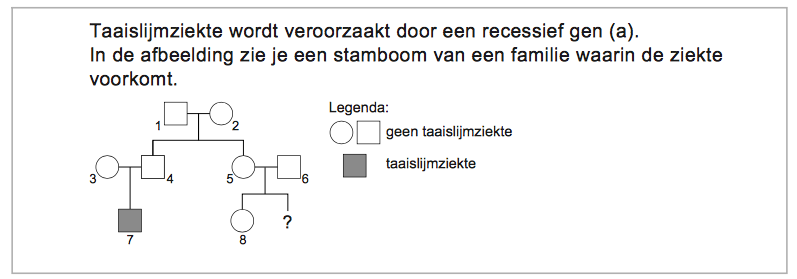 Taaislijmziekte wordt veroorzaakt door een recessief gen (a).
In de afbeelding zie je een stamboom van een familie waarin de ziekte
voorkomt.
Legenda:
1
2
geen taaislijmziekte
taaislijmziekte
3
4
5
6
7
8
?